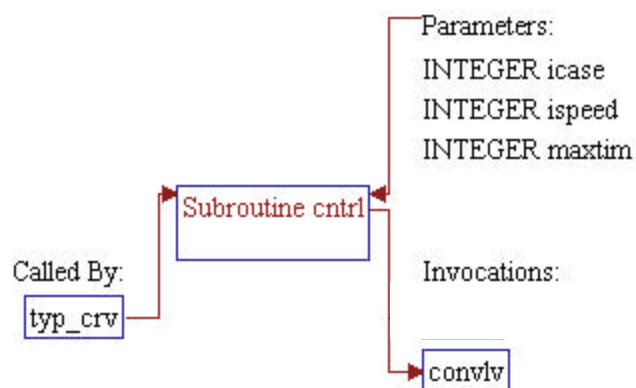 Parameters:
INTEGER icase
INTEGER ispeed
INTEGER maxtim
Subroutine cntrl
Called By:
typ_crv
Invocations:
convlv